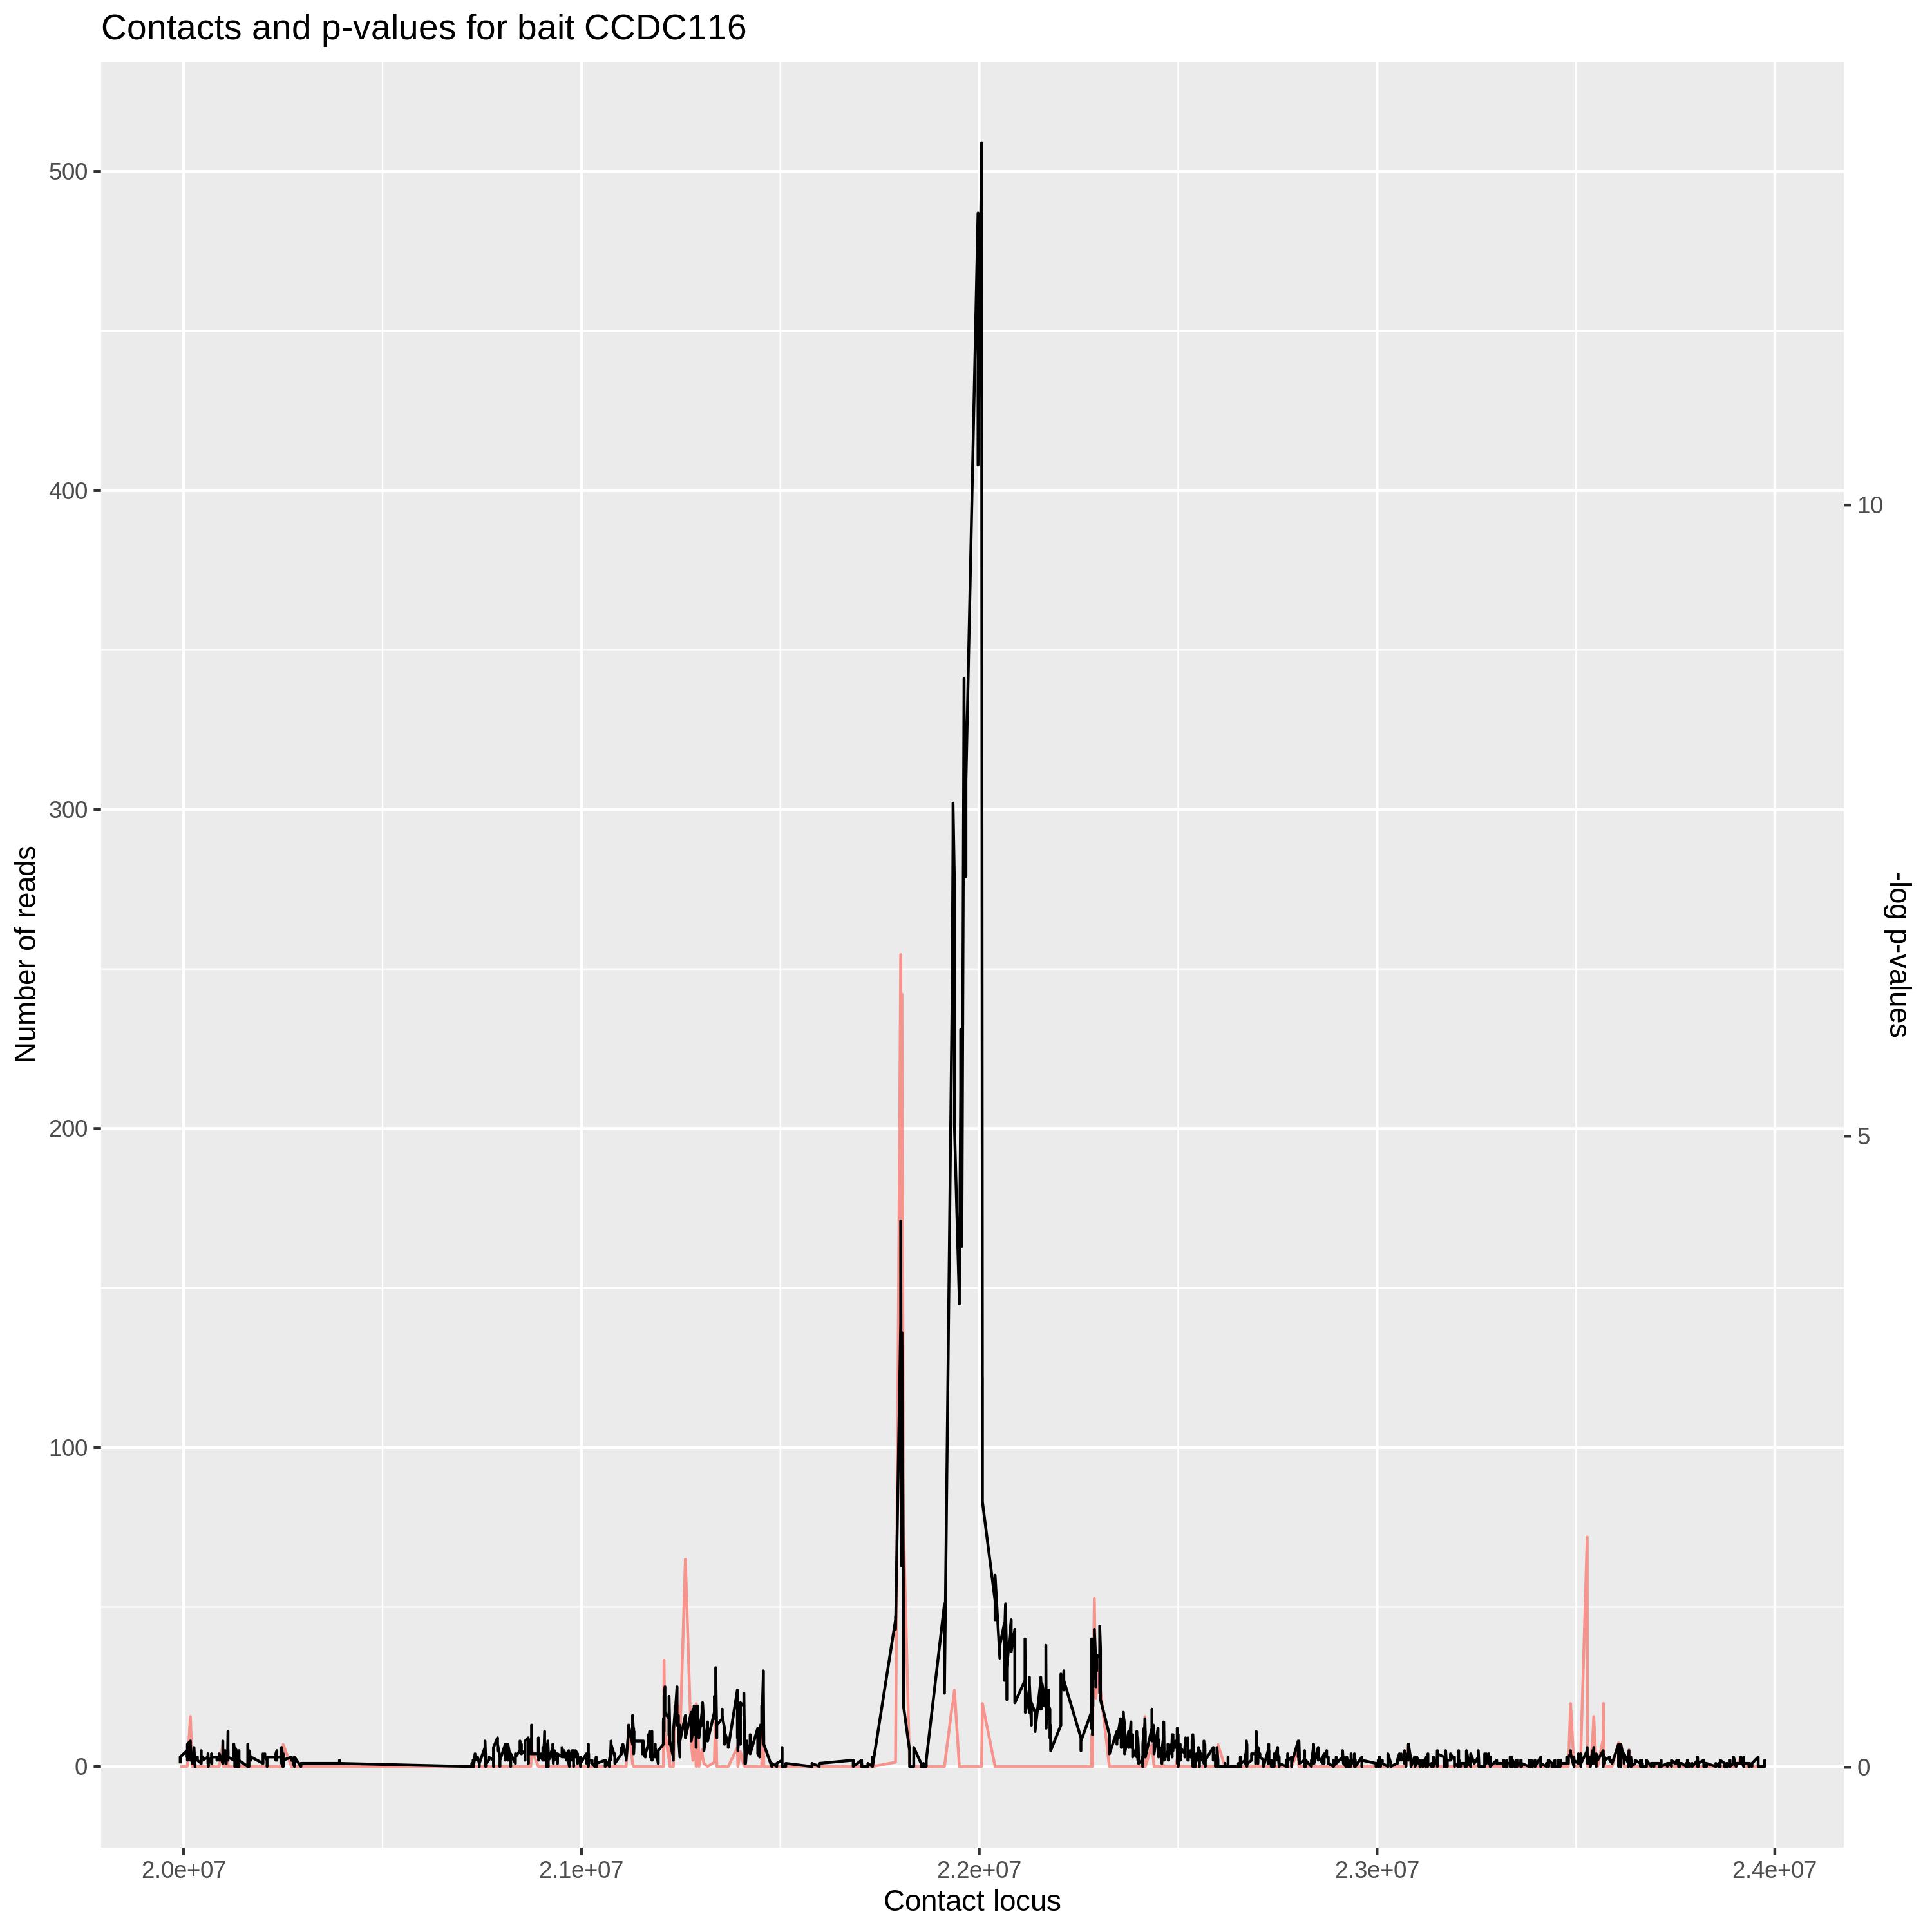 Contacts and p-values for bait CCDC116
500
400
300
200
100
0
Number of reads
10
5
0
-log p-values
2.0e+07
2.1e+07
2.2e+07
2.3e+07
2.4e+07
Contact locus